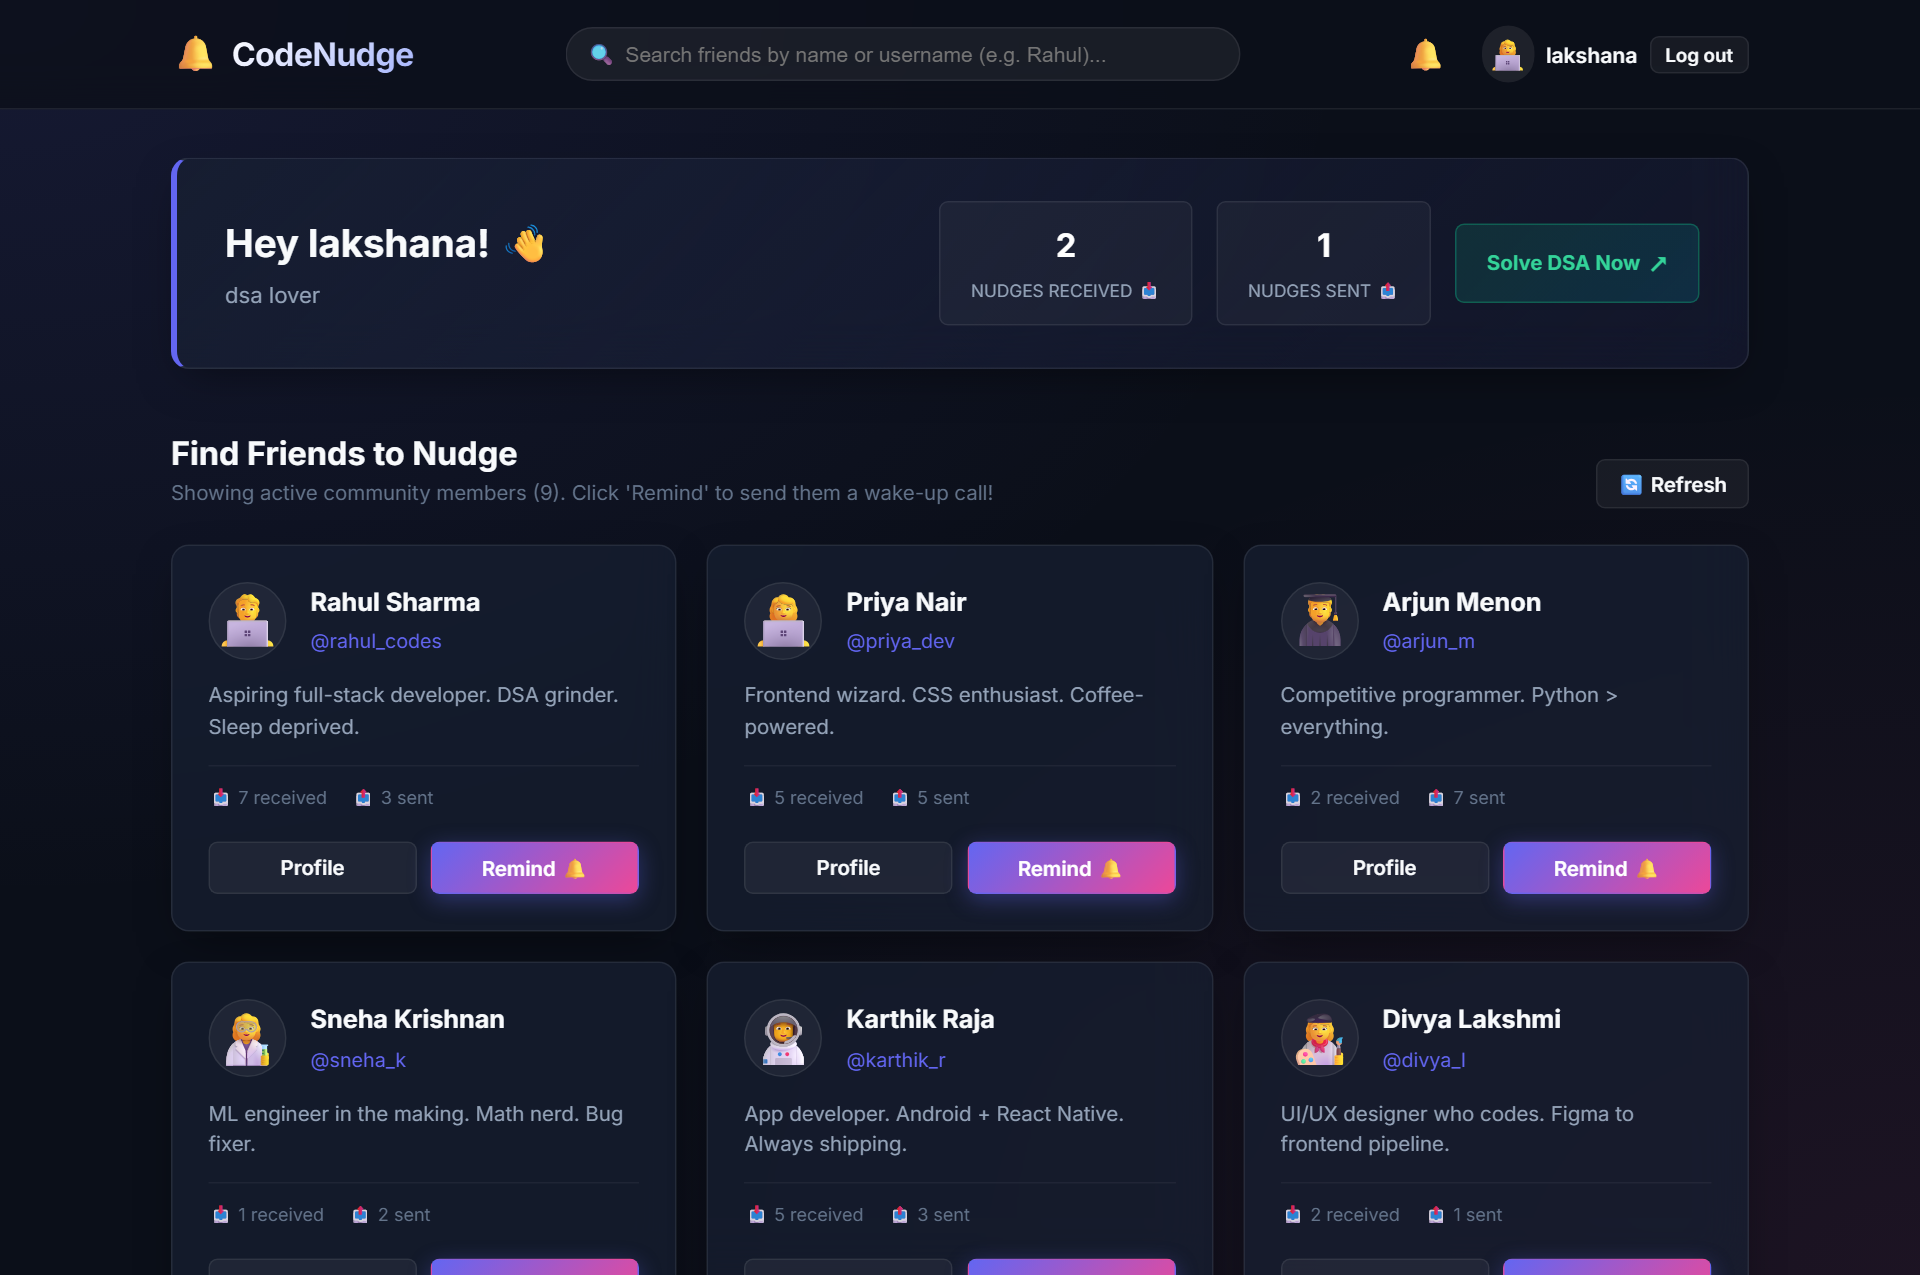 CodeNudge
Search friends by name or username (e.g. Rahul)...
lakshana
Log out
Hey lakshana!
dsa lover
2
NUDGES RECEIVED
1
NUDGES SENT
Solve DSA Now ↗
Find Friends to Nudge
Showing active community members (9). Click 'Remind' to send them a wake-up call!
Refresh
Rahul Sharma
@rahul_codes
Aspiring full-stack developer. DSA grinder.
Sleep deprived.
7 received 3 sent
Profile Remind
Priya Nair
@priya_dev
Frontend wizard. CSS enthusiast. Coffee-
powered.
5 received 5 sent
Profile Remind
Arjun Menon
@arjun_m
Competitive programmer. Python >
everything.
2 received 7 sent
Profile Remind
Sneha Krishnan
@sneha_k
ML engineer in the making. Math nerd. Bug
fixer.
1 received 2 sent
Karthik Raja
@karthik_r
App developer. Android + React Native.
Always shipping.
5 received 3 sent
Divya Lakshmi
@divya_l
UI/UX designer who codes. Figma to
frontend pipeline.
2 received 1 sent